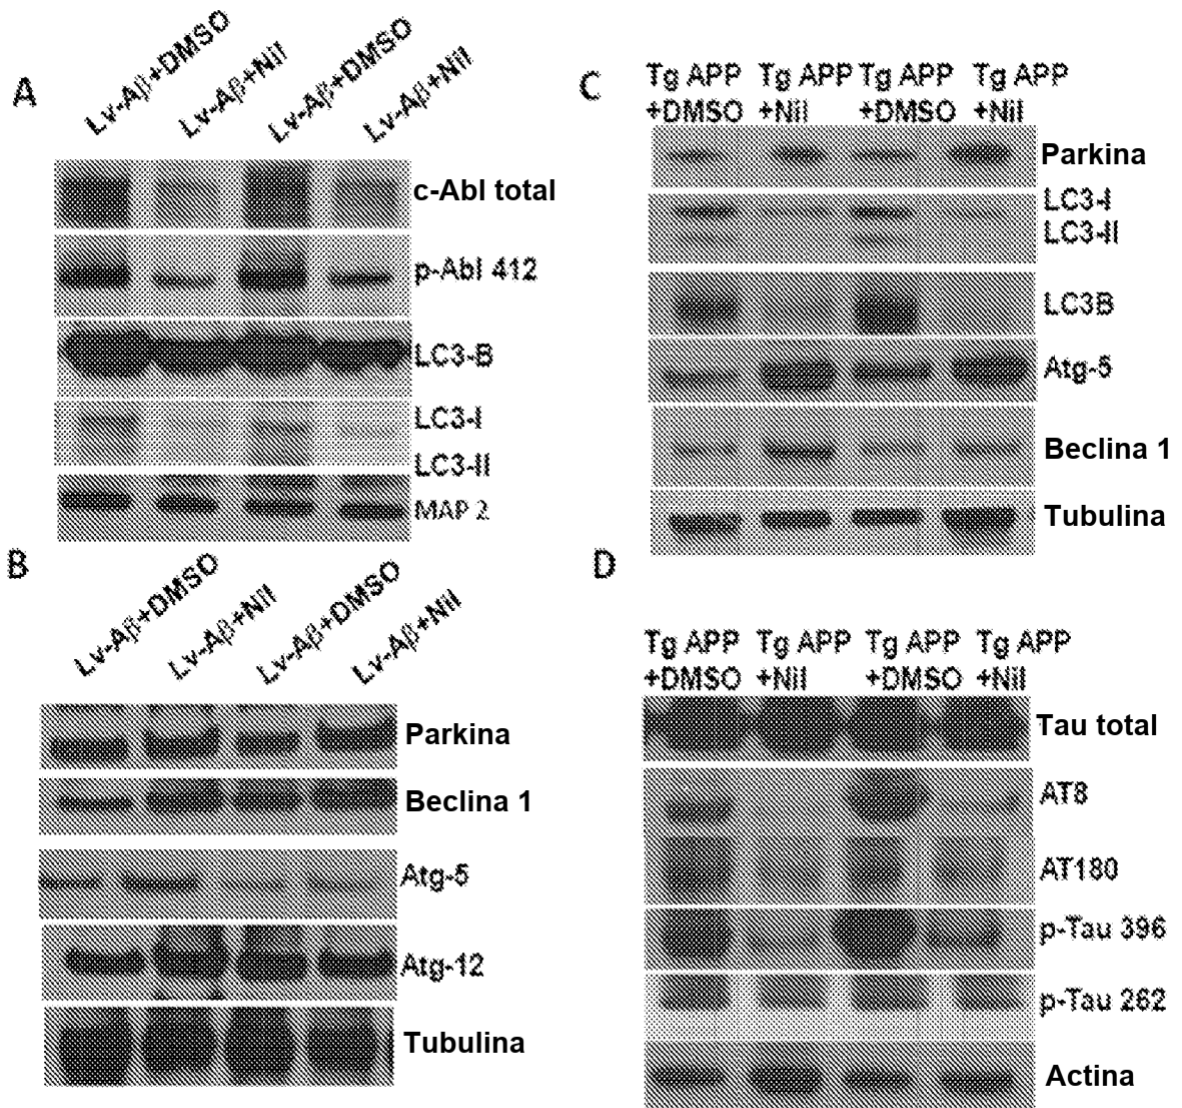 A
Lv-Aβ+DMSO
Lv-Aβ+Nil
Lv-Aβ+DMSO
Lv-Aβ+Nil
c-Abl total
p-Abl 412
LC3-B
LC3-I
LC3-II
MAP 2
B
Lv-Aβ+DMSO
Lv-Aβ+Nil
Lv-Aβ+DMSO
Lv-Aβ+Nil
Parkina
Beclina 1
Atg-5
Atg-12
Tubulina
C
Tg APP Tg APP Tg APP Tg APP
+DMSO +Nil +DMSO +Nil
Parkina
LC3-I
LC3-II
LC3B
Atg-5
Beclina 1
Tubulina
D
Tg APP Tg APP Tg APP Tg APP
+DMSO +Nil +DMSO +Nil
Tau total
AT8
AT180
p-Tau 396
p-Tau 262
Actina